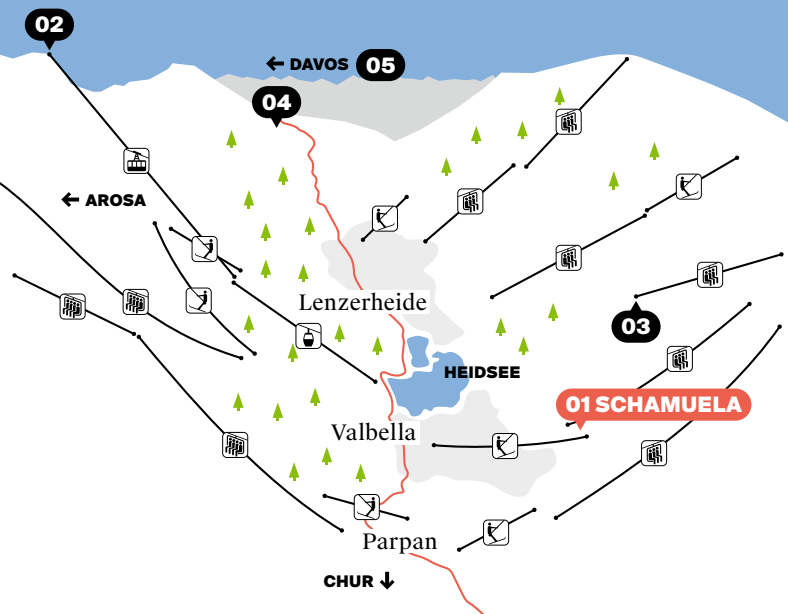 02
← DAVOS 05
04
← AROSA
Lenzerheide
03
HEIDSEE
01 SCHAMUELA
Valbella
Parpan
CHUR ↓